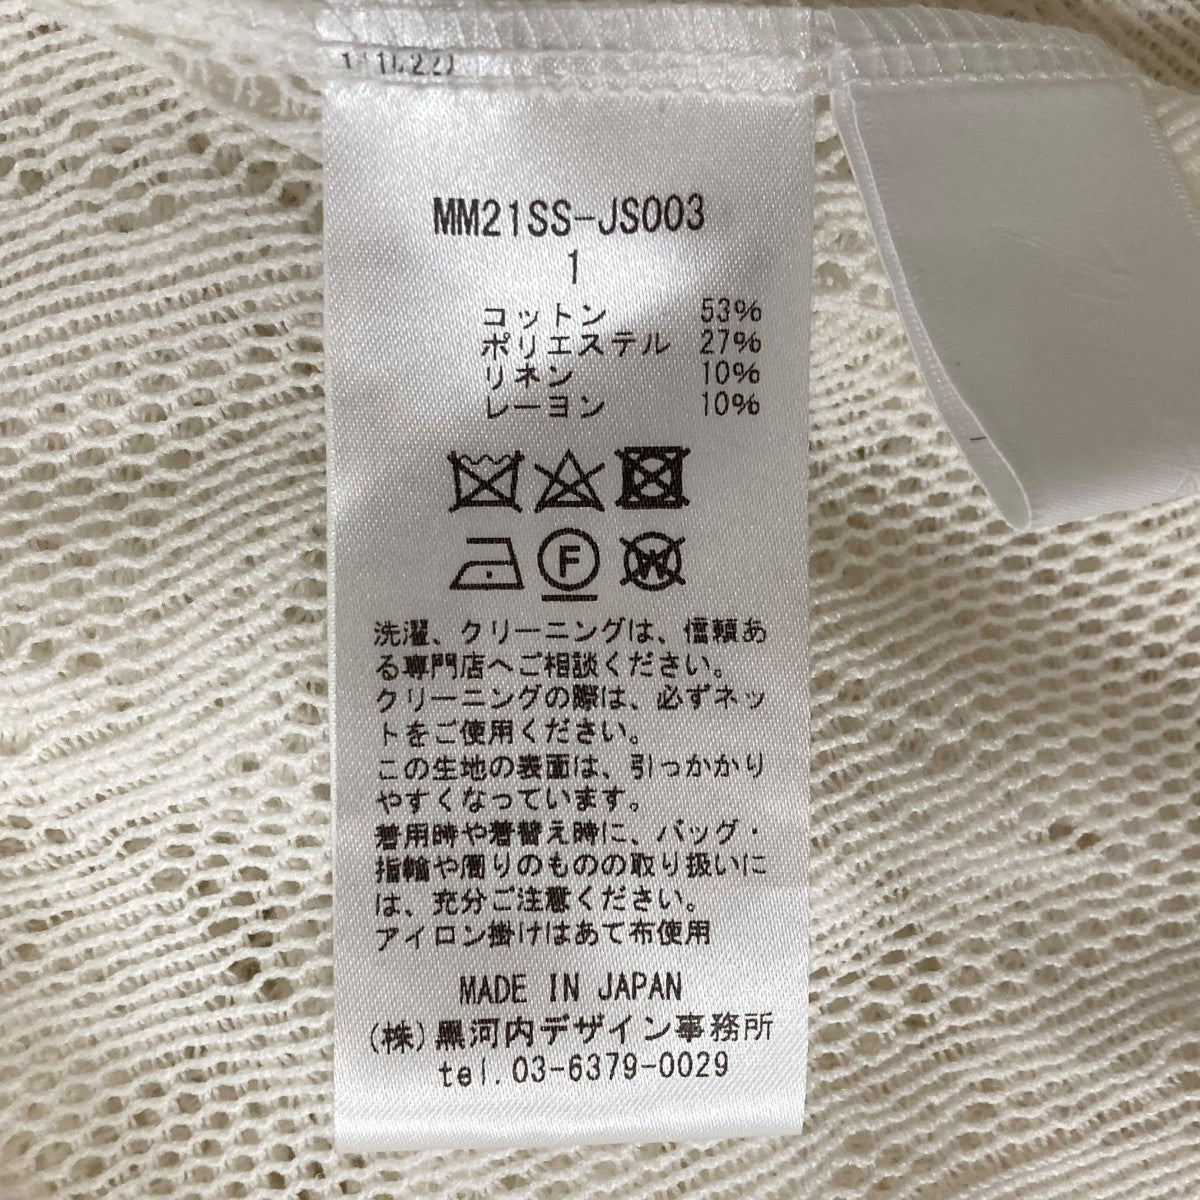 MM21SS-JS003
1
コットン 53%
ポリエステル 27%
リネン 10%
レーヨン 10%
F W
洗濯、クリーニングは、信頼あ
る専門店へご相談ください。
クリーニングの際は、必ずネッ
トをご使用ください。
この生地の表面は、引っかかり
やすくなっています。
着用時や着替え時に、バッグ・
指輪や周りのものの取り扱いに
は、充分ご注意ください。
アイロン掛けはあて布使用
MADE IN JAPAN
(株)黒河内デザイン事務所
tel.03-6379-0029